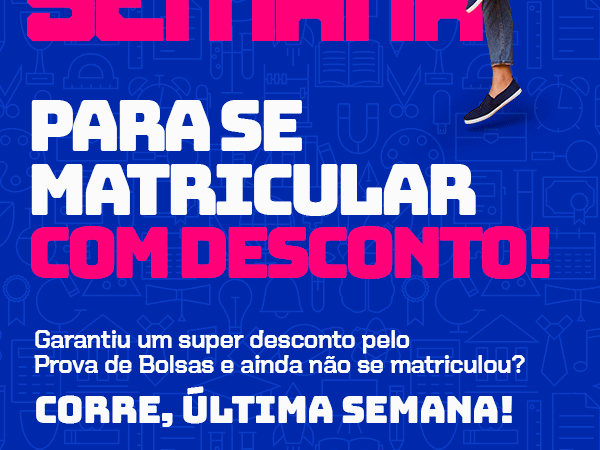 SEMANA
PARA SE
MATRICULAR
COM DESCONTO!
Garantiu um super desconto pelo
Prova de Bolsas e ainda não se matriculou?
CORRE, ÚLTIMA SEMANA!